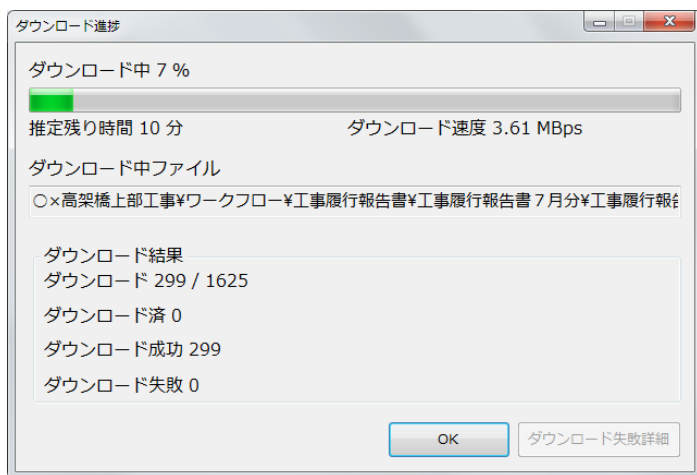 ダウンロード進捗
ダウンロード中 7 %
推定残り時間 10 分
ダウンロード速度 3.61 MBps
ダウンロード中ファイル
○×高架橋上部工事¥ワークフロー¥工事履行報告書¥工事履行報告書７月分¥工事履行報告
ダウンロード結果
ダウンロード 299 / 1625
ダウンロード済 0
ダウンロード成功 299
ダウンロード失敗 0
OK
ダウンロード失敗詳細